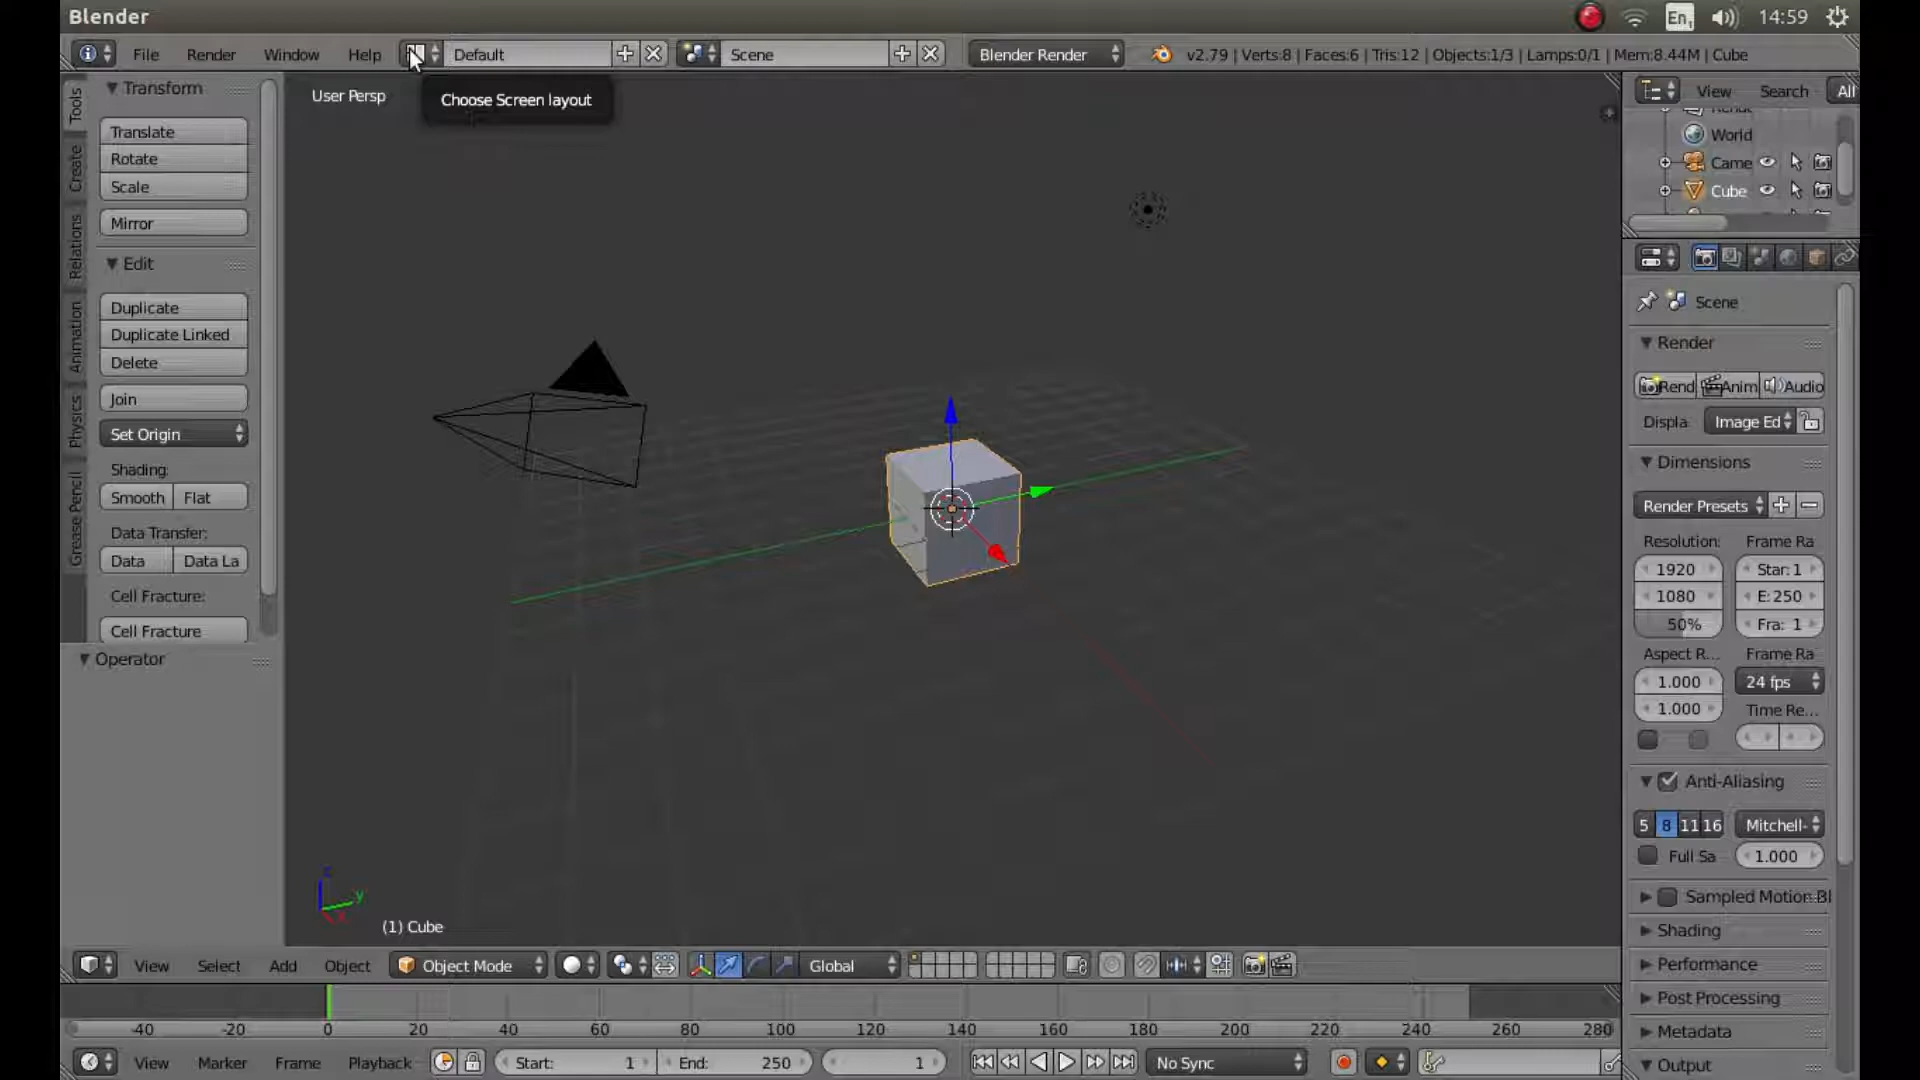 Blender
En1 14:59
File Render Window Help Default Scene Blender Render v2.79 | Verts:8 | Faces:6 | Tris:12 | Objects:1/3 | Lamps:0/1 | Mem:8.44M | Cube
Choose Screen layout
User Persp
Tools
Create
Relations
Animation
Physics
Grease Pencil
Transform
Translate
Rotate
Scale
Mirror
Edit
Duplicate
Duplicate Linked
Delete
Join
Set Origin
Shading:
Smooth Flat
Data Transfer:
Data Data La
Cell Fracture:
Cell Fracture
Operator
z
y
x
(1) Cube
View Search All
World
Came
Cube
Scene
Render
Rend Anim Audio
Displa Image Ed
Dimensions
Render Presets
Resolution: Frame Ra
1920 Star: 1
1080 E: 250
50% Fra: 1
Aspect R... Frame Ra
1.000 24 fps
1.000 Time Re...
Anti-Aliasing
5 8 11 16 Mitchell-
Full Sa 1.000
Sampled Motion Bl
Shading
Performance
Post Processing
Metadata
Output
View Select Add Object Object Mode Global
-40 -20 0 20 40 60 80 100 120 140 160 180 200 220 240 260 280
View Marker Frame Playback Start: 1 End: 250 1 No Sync